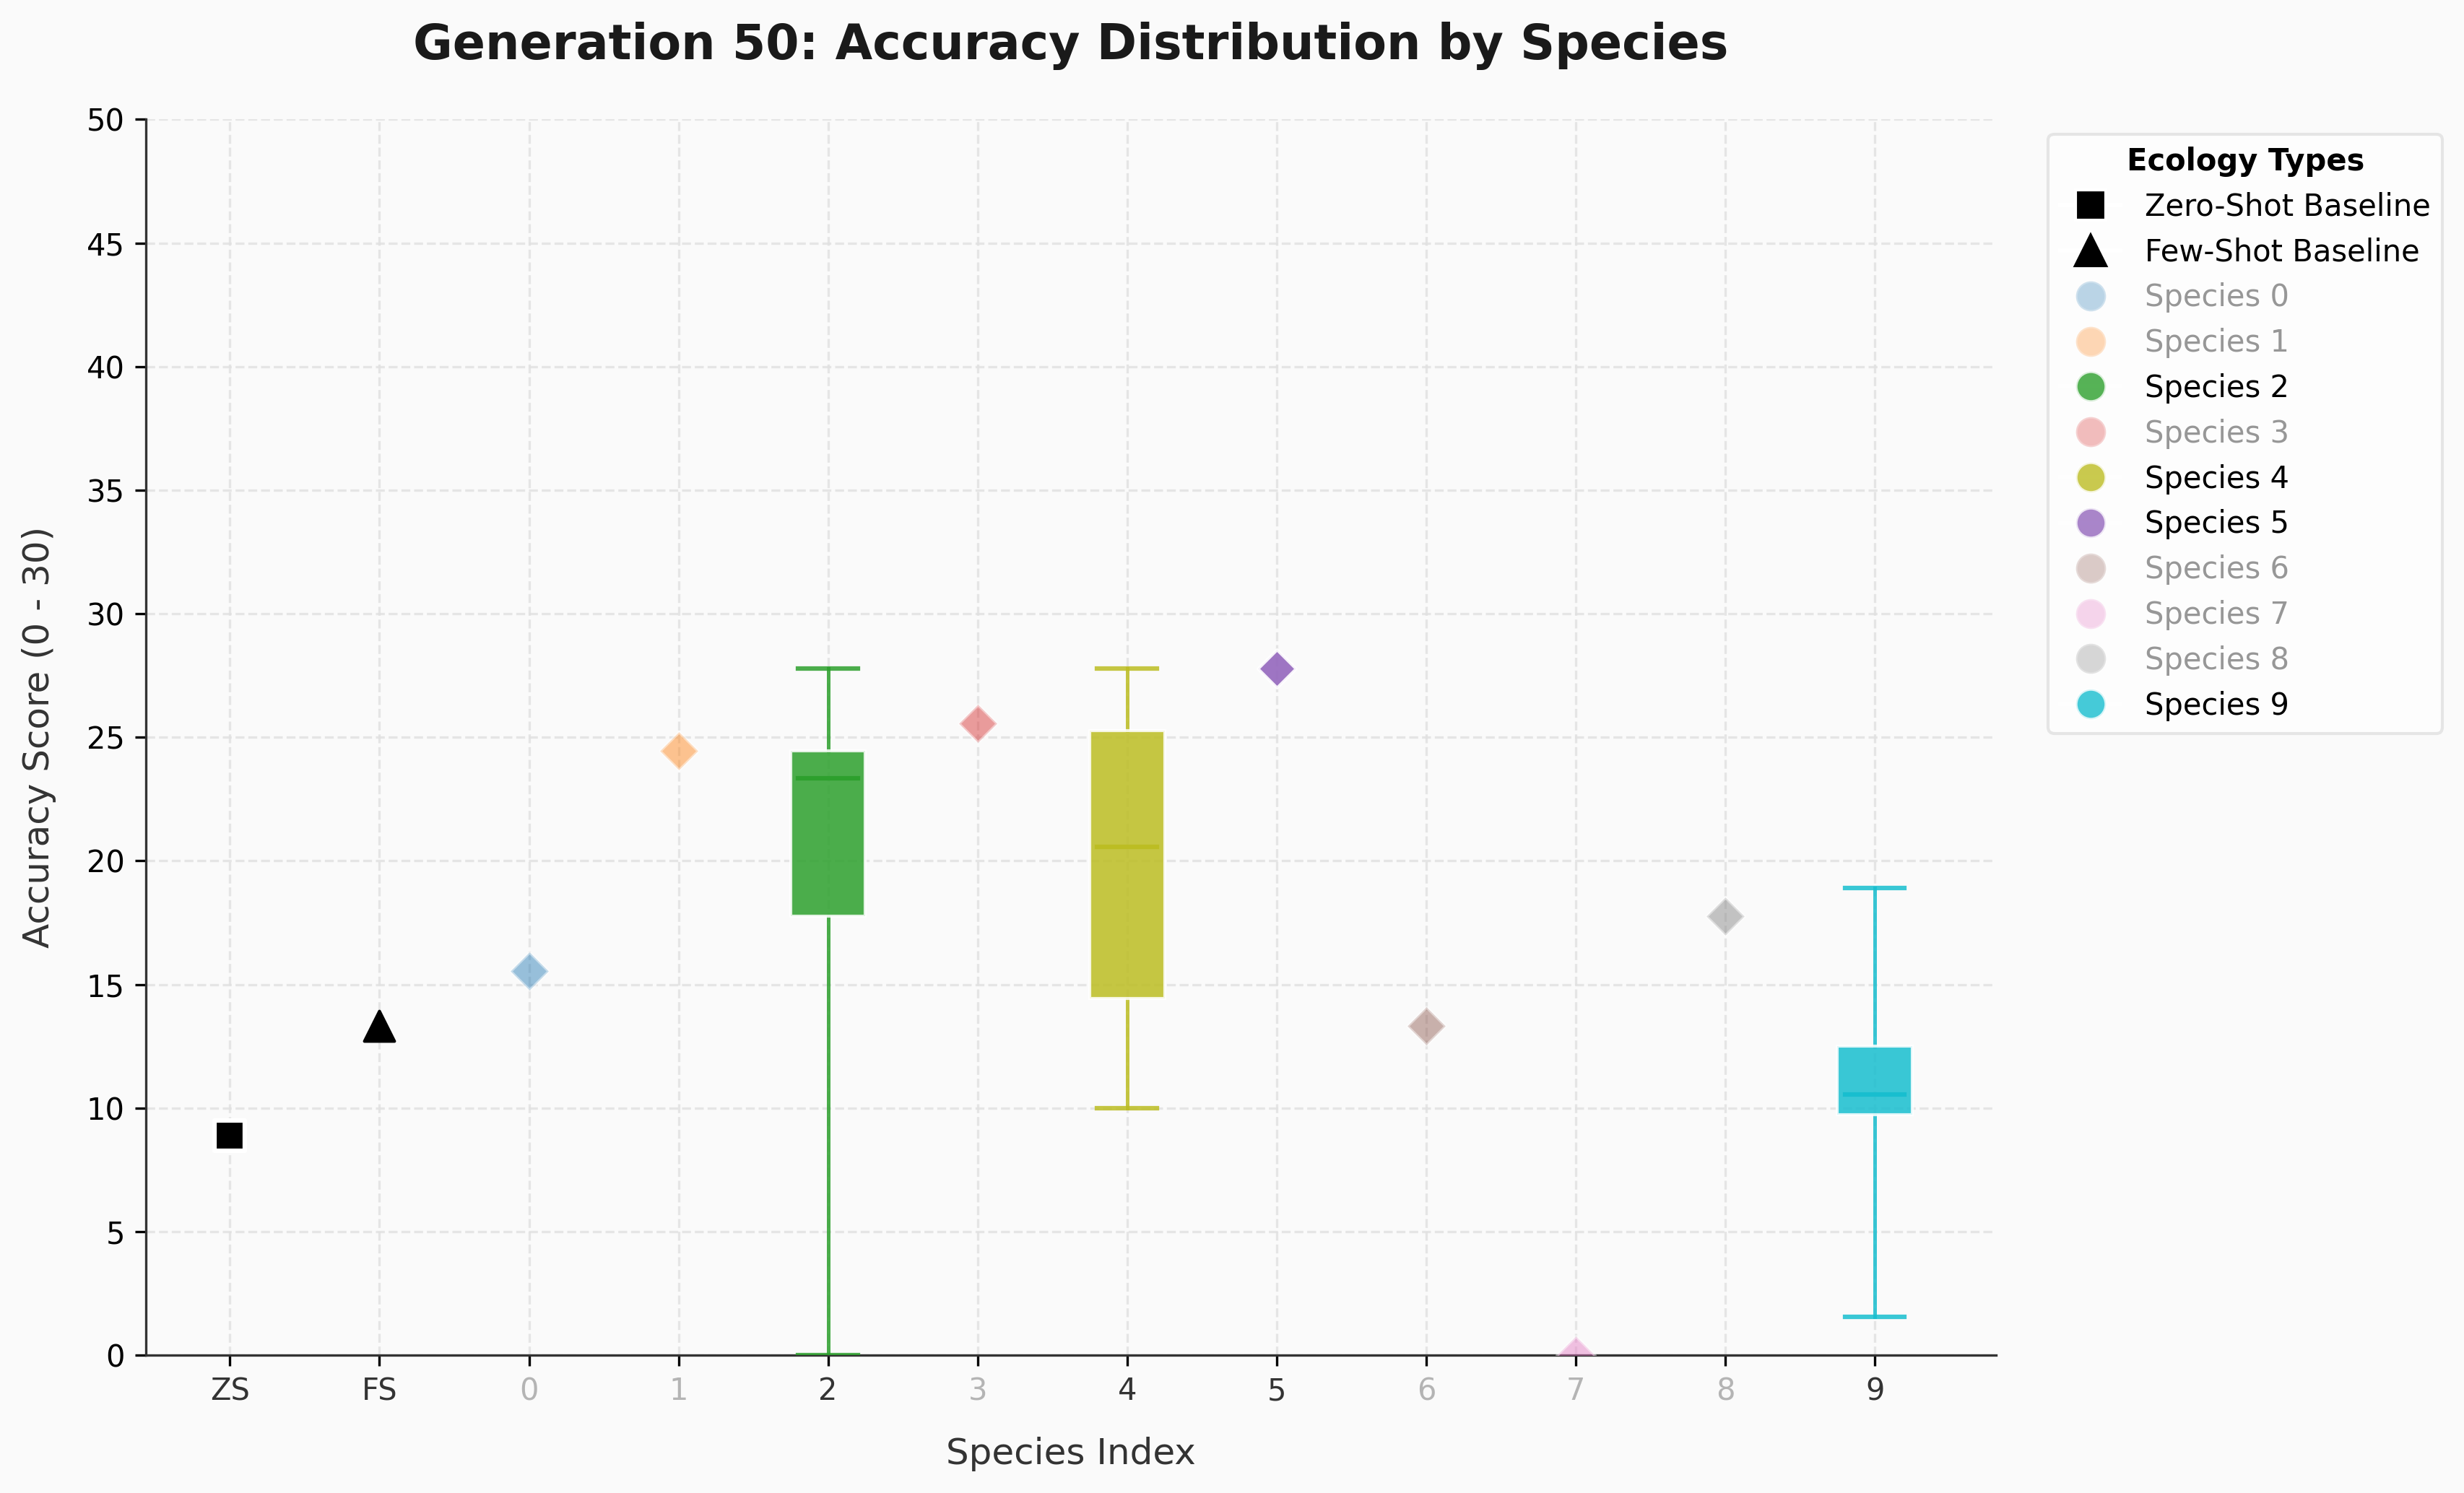 Generation 50: Accuracy Distribution by Species
50
45
40
35
30
25
20
15
10
5
0
Accuracy Score (0 - 30)
ZS
FS
0
1
2
3
4
5
6
7
8
9
Species Index
Ecology Types
Zero-Shot Baseline
Few-Shot Baseline
Species 0
Species 1
Species 2
Species 3
Species 4
Species 5
Species 6
Species 7
Species 8
Species 9